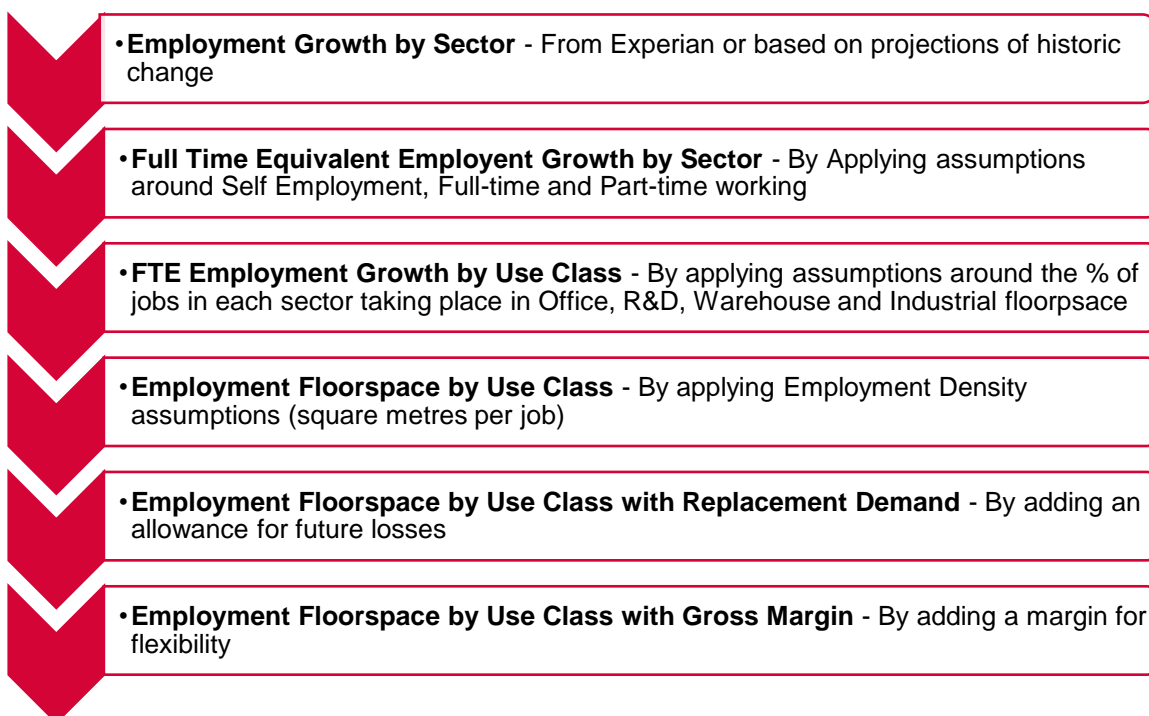 •Employment Growth by Sector - From Experian or based on projections of historic
change
•Full Time Equivalent Employent Growth by Sector - By Applying assumptions
around Self Employment, Full-time and Part-time working
•FTE Employment Growth by Use Class - By applying assumptions around the % of
jobs in each sector taking place in Office, R&D, Warehouse and Industrial floorpsace
•Employment Floorspace by Use Class - By applying Employment Density
assumptions (square metres per job)
•Employment Floorspace by Use Class with Replacement Demand - By adding an
allowance for future losses
•Employment Floorspace by Use Class with Gross Margin - By adding a margin for
flexibility